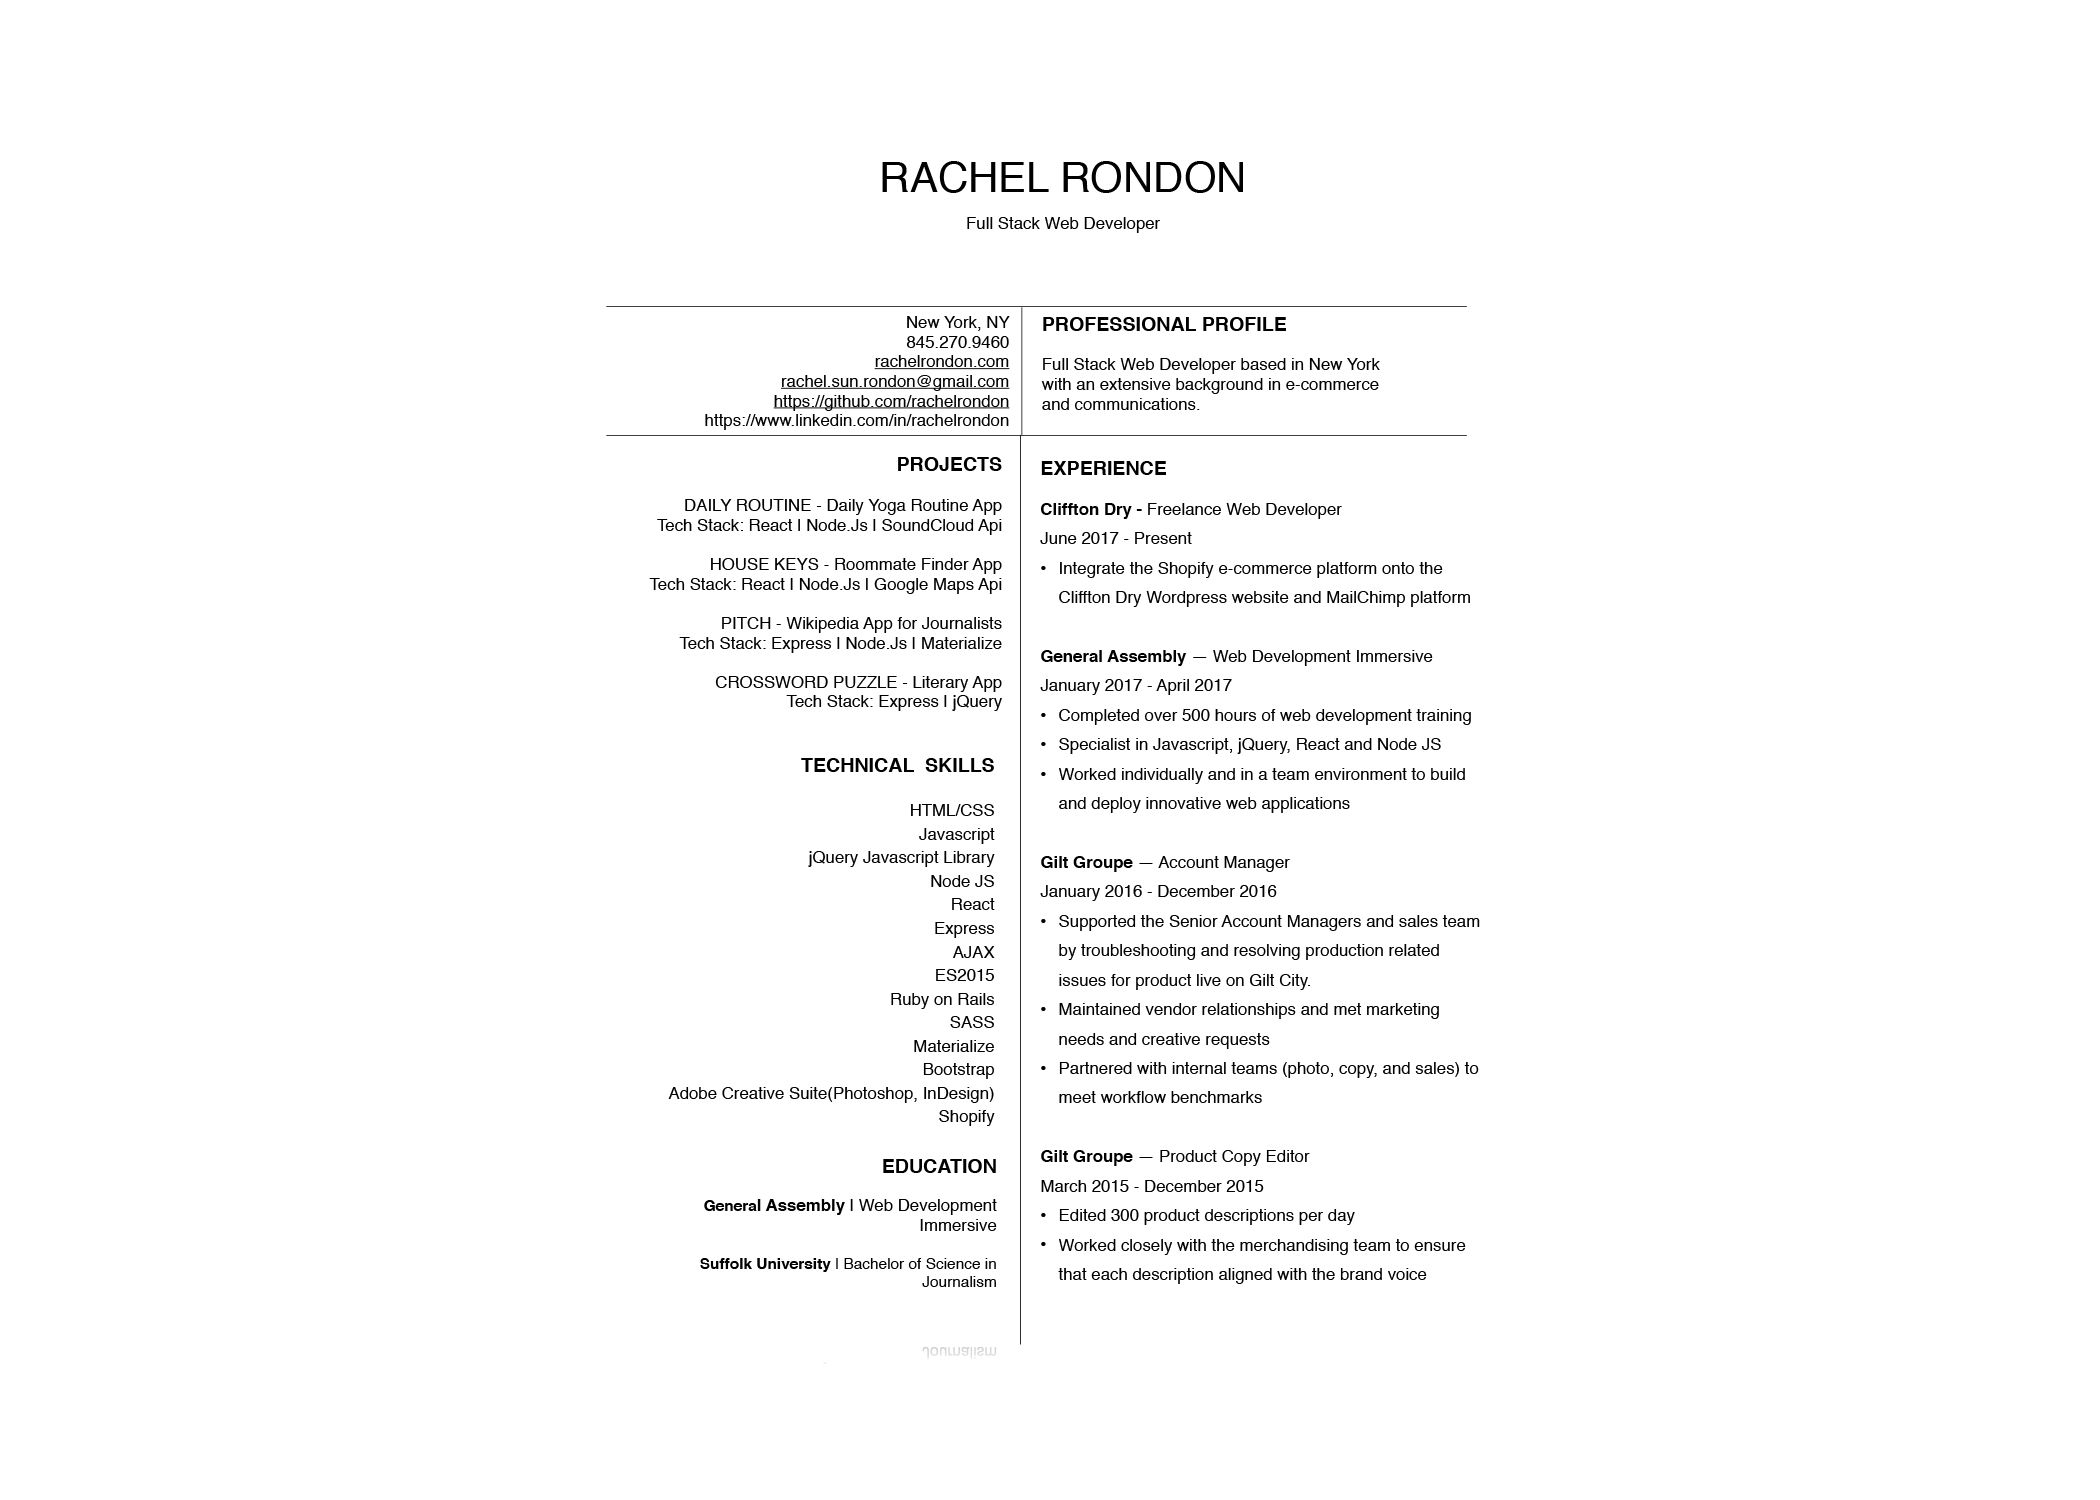 RACHEL RONDON
Full Stack Web Developer
New York, NY
845.270.9460
rachelrondon.com
rachel.sun.rondon@gmail.com
https://github.com/rachelrondon
https://www.linkedin.com/in/rachelrondon
PROFESSIONAL PROFILE
Full Stack Web Developer based in New York
with an extensive background in e-commerce
and communications.
PROJECTS
DAILY ROUTINE - Daily Yoga Routine App
Tech Stack: React I Node.Js I SoundCloud Api
HOUSE KEYS - Roommate Finder App
Tech Stack: React I Node.Js I Google Maps Api
PITCH - Wikipedia App for Journalists
Tech Stack: Express I Node.Js I Materialize
CROSSWORD PUZZLE - Literary App
Tech Stack: Express I jQuery
TECHNICAL  SKILLS
HTML/CSS
Javascript
jQuery Javascript Library
Node JS
React
Express
AJAX
ES2015
Ruby on Rails
SASS
Materialize
Bootstrap
Adobe Creative Suite(Photoshop, InDesign)
Shopify
EDUCATION
General Assembly I Web Development
Immersive
Suffolk University I Bachelor of Science in
Journalism
Journalism
EXPERIENCE
Cliffton Dry - Freelance Web Developer
June 2017 - Present
• Integrate the Shopify e-commerce platform onto the
Cliffton Dry Wordpress website and MailChimp platform
General Assembly — Web Development Immersive
January 2017 - April 2017
• Completed over 500 hours of web development training
• Specialist in Javascript, jQuery, React and Node JS
• Worked individually and in a team environment to build
and deploy innovative web applications
Gilt Groupe — Account Manager
January 2016 - December 2016
• Supported the Senior Account Managers and sales team
by troubleshooting and resolving production related
issues for product live on Gilt City.
• Maintained vendor relationships and met marketing
needs and creative requests
• Partnered with internal teams (photo, copy, and sales) to
meet workflow benchmarks
Gilt Groupe — Product Copy Editor
March 2015 - December 2015
• Edited 300 product descriptions per day
• Worked closely with the merchandising team to ensure
that each description aligned with the brand voice